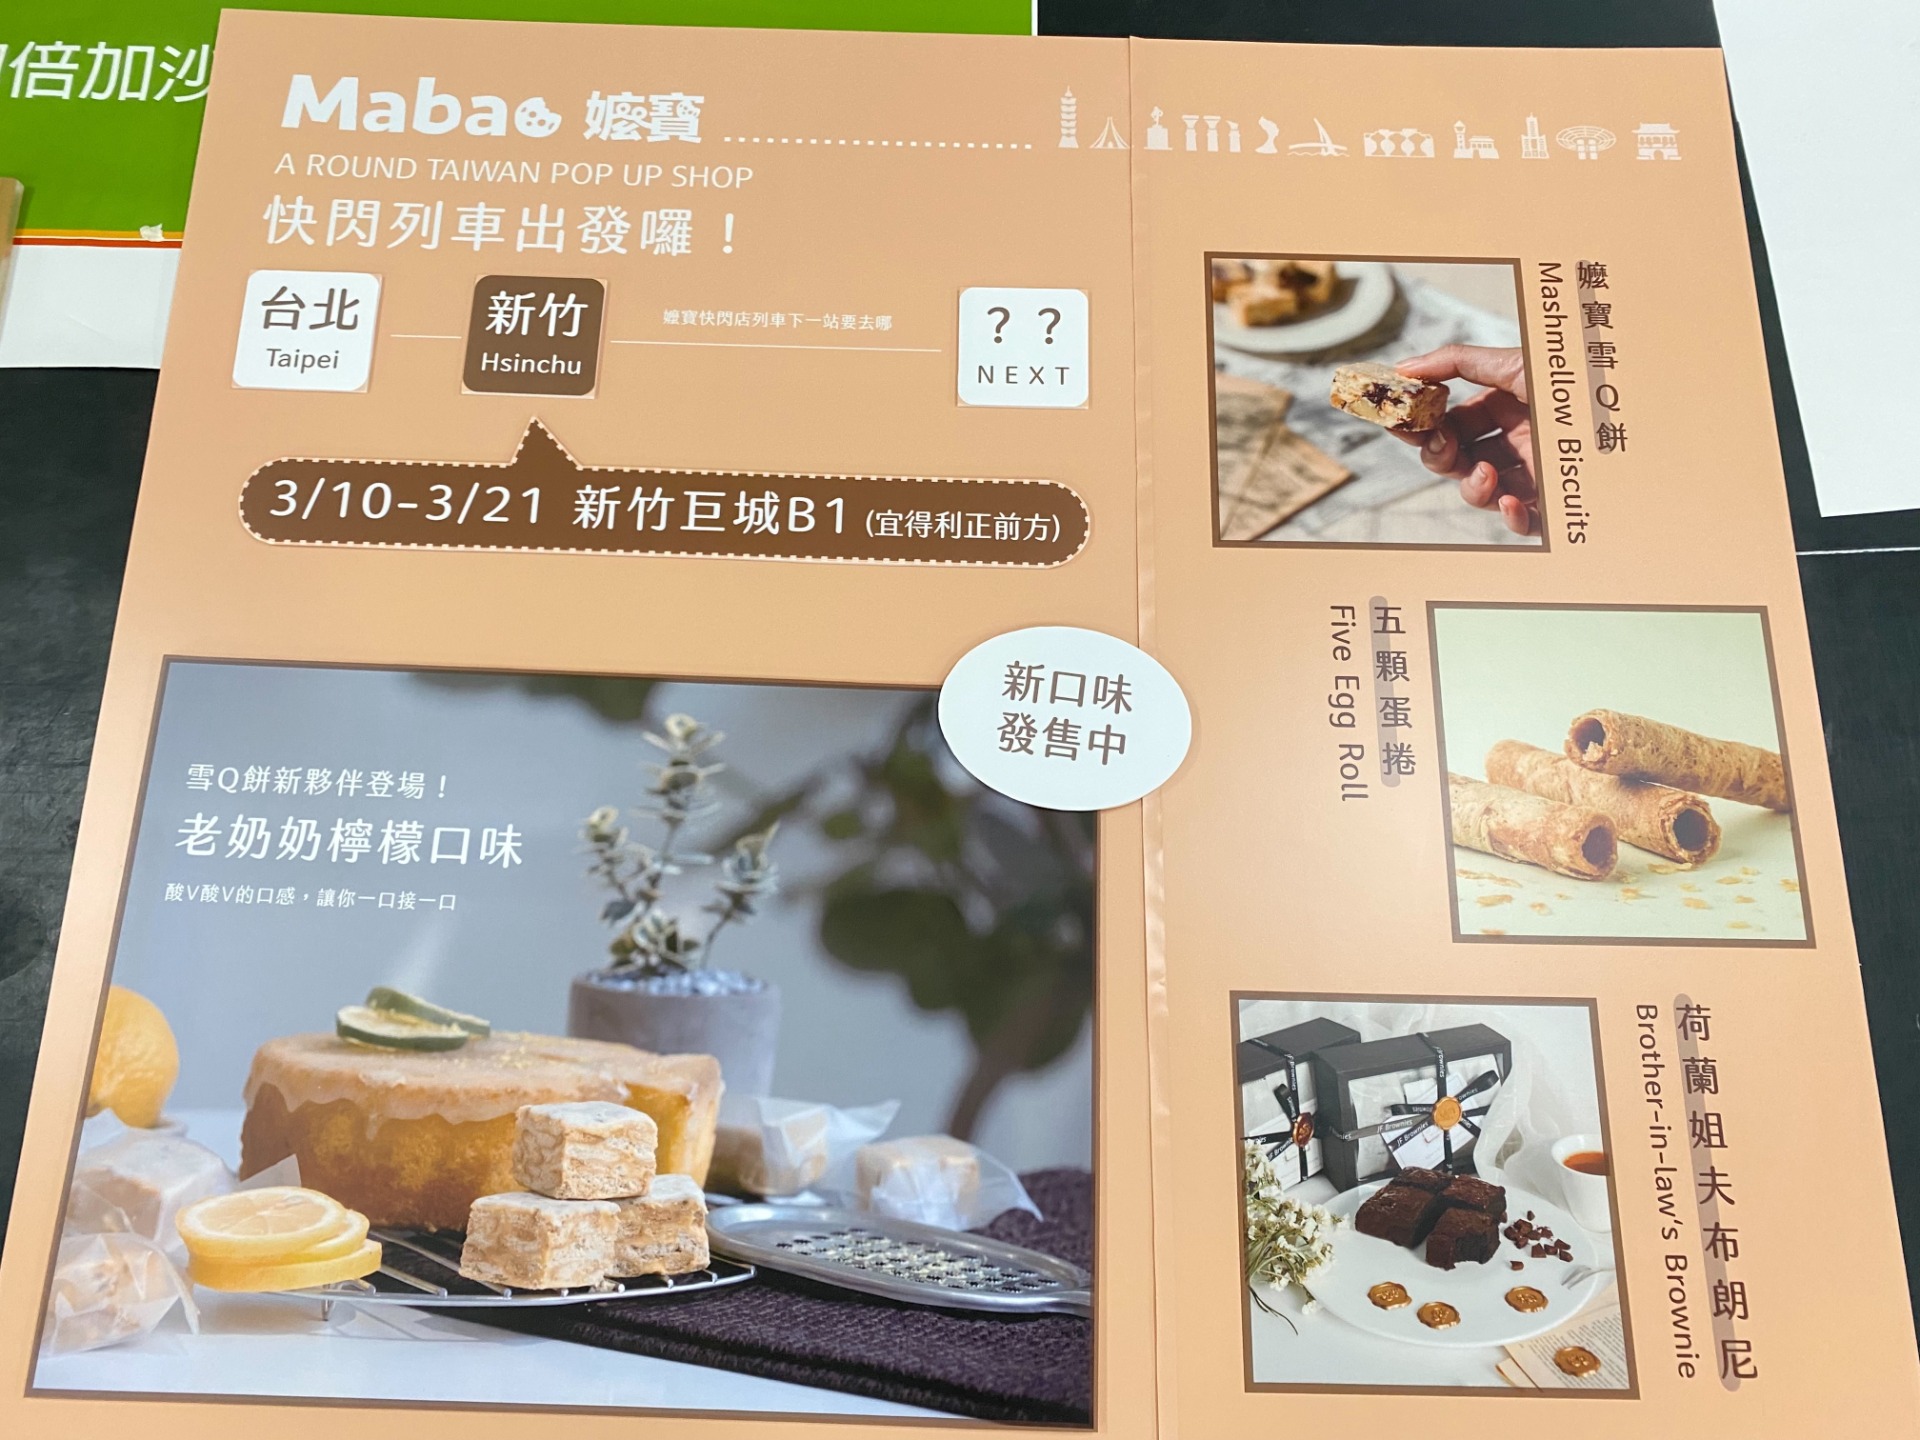 倍加沙
Mabao 嬤寶
A ROUND TAIWAN POP UP SHOP
快閃列車出發囉！
台北
Taipei
新竹
Hsinchu
嬤寶快閃店列車下一站要去哪
？？
NEXT
3/10-3/21 新竹巨城B1 (宜得利正前方)
新口味
發售中
雪Q餅新夥伴登場！
老奶奶檸檬口味
酸V酸V的口感，讓你一口接一口
嬤寶雪Q餅
Mashmellow Biscuits
五顆蛋捲
Five Egg Roll
荷蘭姐夫布朗尼
Brother-in-law's Brownie
JF Brownies
JF Brownies